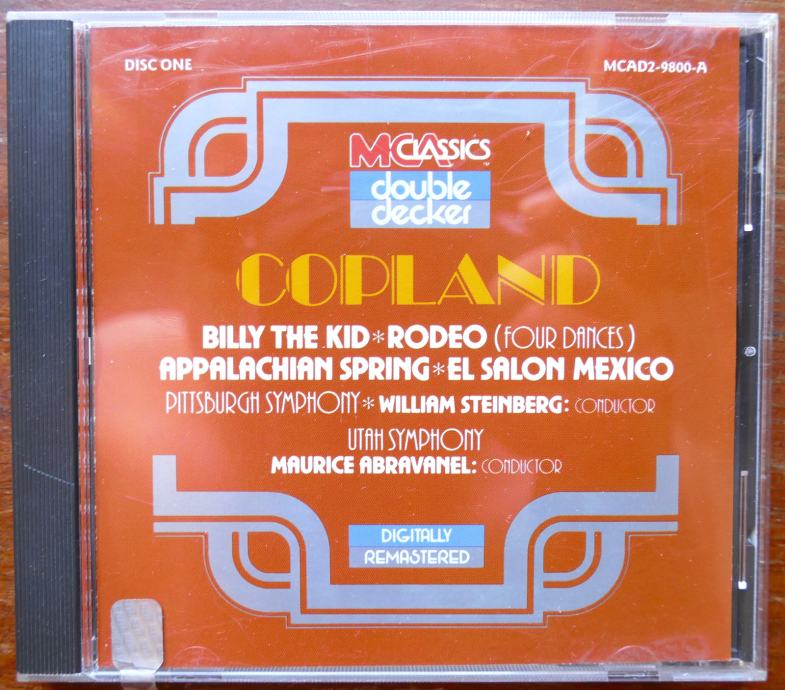 DISC ONE
MCAD2-9800-A
MCA CLASSICS
double
decker
COPLAND
BILLY THE KID * RODEO (FOUR DANCES)
APPALACHIAN SPRING * EL SALON MEXICO
PITTSBURGH SYMPHONY * WILLIAM STEINBERG: CONDUCTOR
UTAH SYMPHONY
MAURICE ABRAVANEL: CONDUCTOR
DIGITALLY
REMASTERED